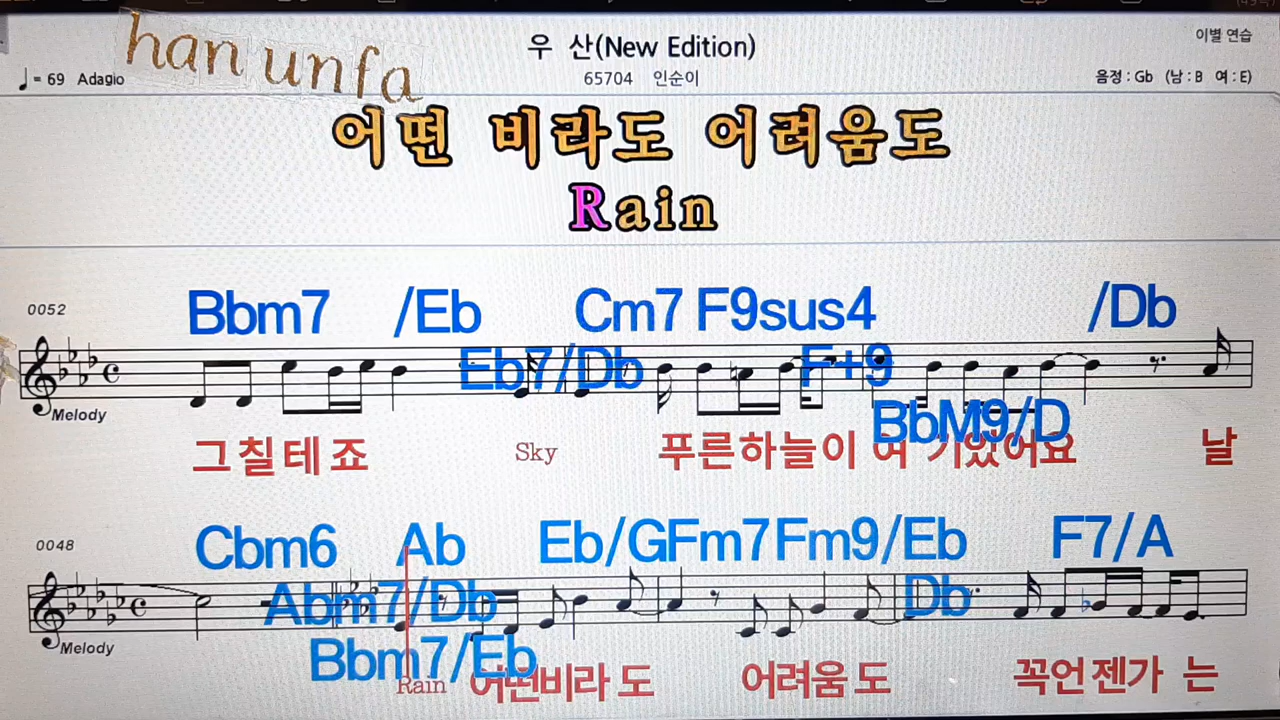 han unfa
우 산(New Edition)
이별 연습
♩= 69 Adagio
65704 인순이
음정 : Gb (남 : B 여 : E)
어떤 비라도 어려움도
Rain
0052
Bbm7 /Eb Cm7 F9sus4 /Db
Eb7/Db F+9
BbM9/D
Melody
그칠테죠 Sky 푸른하늘이 여 기있어요 날
0048
Cbm6 Ab Eb/G Fm7 Fm9/Eb F7/A
Abm7/Db Db
Bbm7/Eb
Melody
Rain 어떤비라 도 어려움 도 꼭언젠가 는